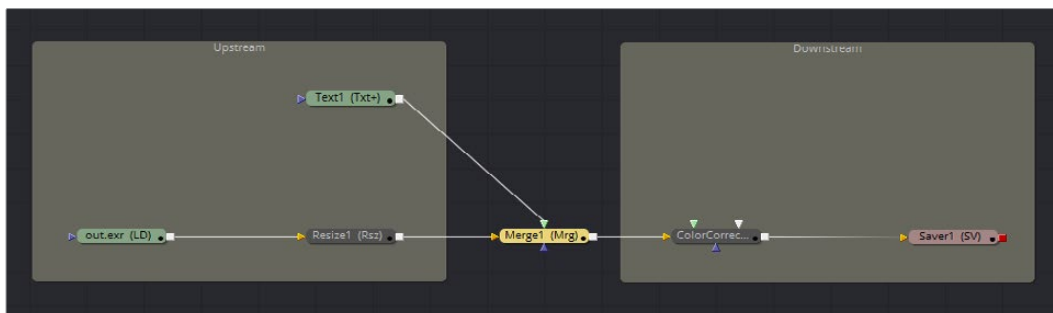 Upstream
Downstream
Text1 (Txt+)
out.exr (LD)
Resize1 (Rsz)
Merge1 (Mrg)
ColorCorrec...
Saver1 (SV)